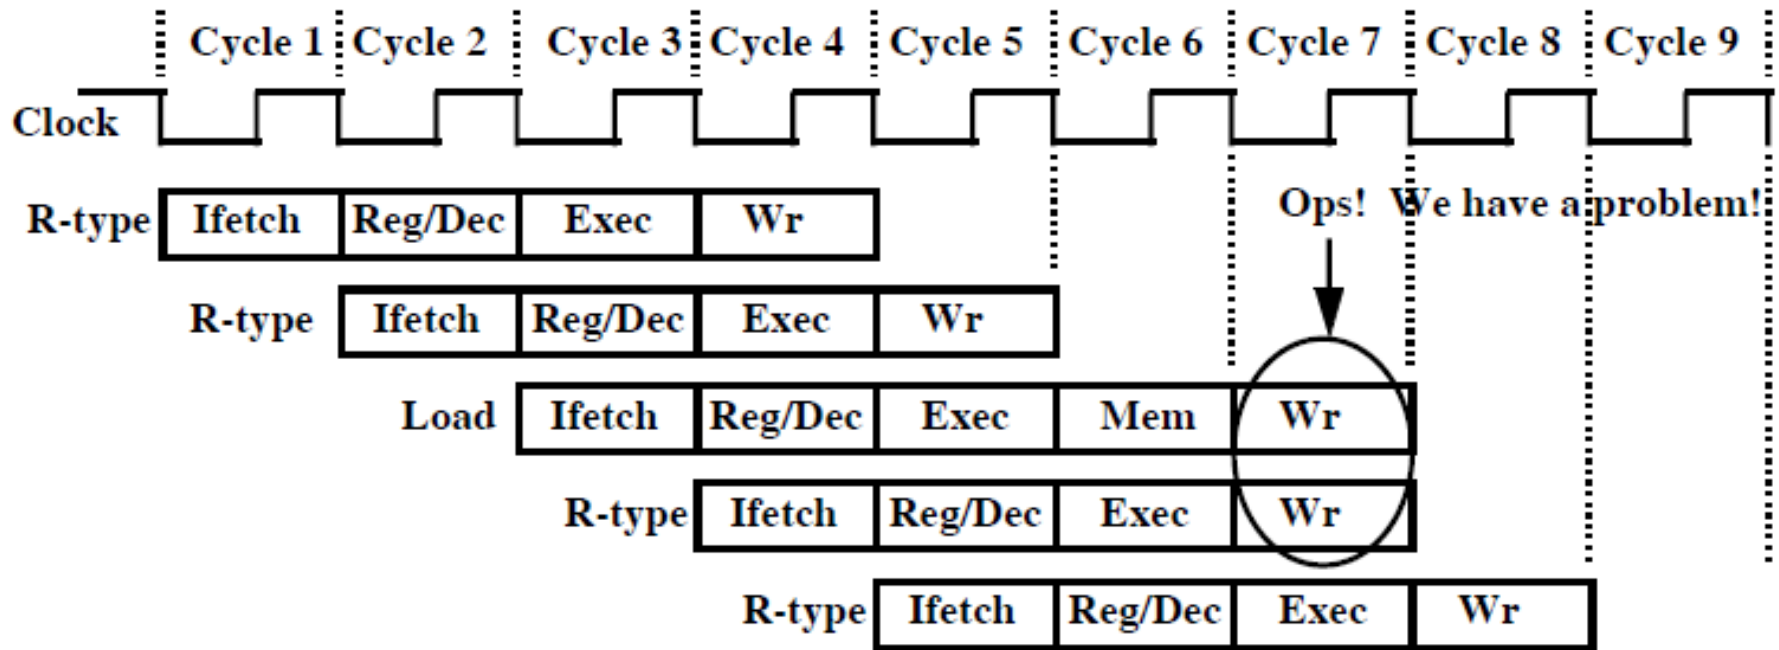 Cycle 1 Cycle 2 Cycle 3 Cycle 4 Cycle 5 Cycle 6 Cycle 7 Cycle 8 Cycle 9
Clock
Ops! We have a problem!
R-type Ifetch Reg/Dec Exec Wr
R-type Ifetch Reg/Dec Exec Wr
Load Ifetch Reg/Dec Exec Mem Wr
R-type Ifetch Reg/Dec Exec Wr
R-type Ifetch Reg/Dec Exec Wr